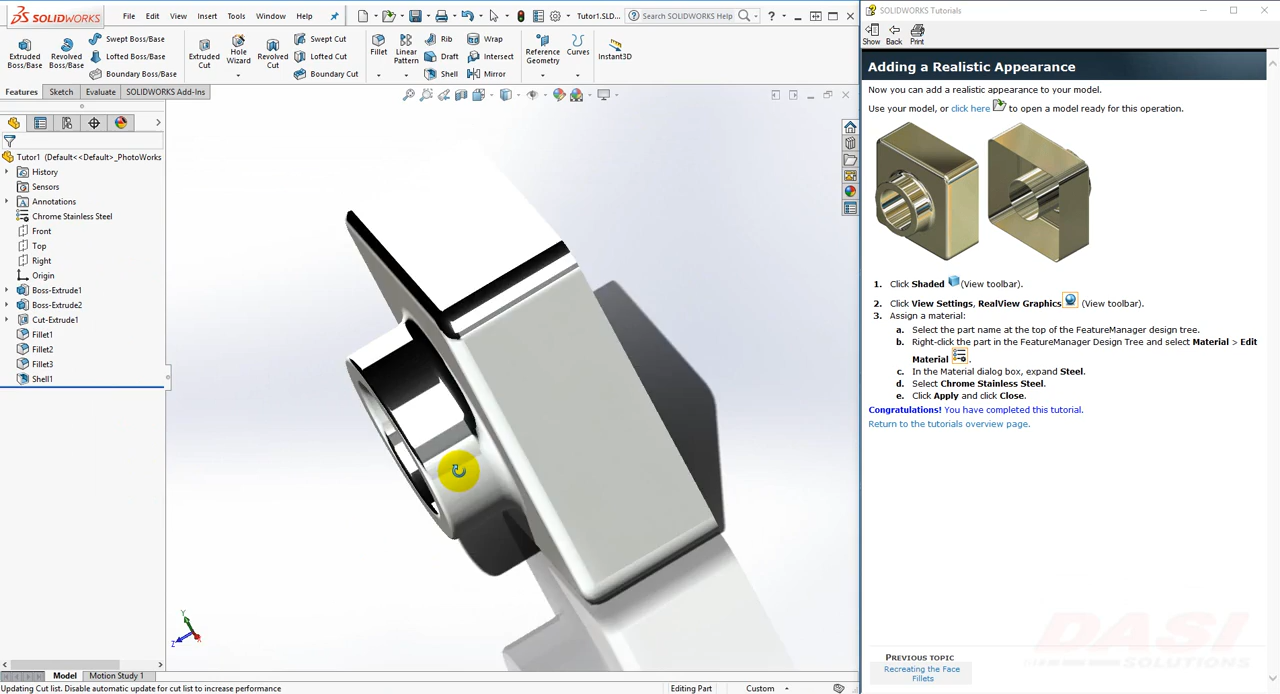 SOLIDWORKS File Edit View Insert Tools Window Help Tutor1.SLD... Search SOLIDWORKS Help
Extruded Boss/Base
Revolved Boss/Base
Swept Boss/Base
Lofted Boss/Base
Boundary Boss/Base
Extruded Cut
Hole Wizard
Revolved Cut
Swept Cut
Lofted Cut
Boundary Cut
Fillet
Linear Pattern
Rib
Draft
Shell
Wrap
Intersect
Mirror
Reference Geometry
Curves
Instant3D
Features Sketch Evaluate SOLIDWORKS Add-Ins
Tutor1 (Default<<Default>_PhotoWorks
History
Sensors
Annotations
Chrome Stainless Steel
Front
Top
Right
Origin
Boss-Extrude1
Boss-Extrude2
Cut-Extrude1
Fillet1
Fillet2
Fillet3
Shell1
Y
Z
X
Model Motion Study 1
Updating Cut list. Disable automatic update for cut list to increase performance Editing Part Custom
SOLIDWORKS Tutorials
Show Back Print
Adding a Realistic Appearance
Now you can add a realistic appearance to your model.
Use your model, or click here to open a model ready for this operation.
1. Click Shaded (View toolbar).
2. Click View Settings, RealView Graphics (View toolbar).
3. Assign a material:
a. Select the part name at the top of the FeatureManager design tree.
b. Right-click the part in the FeatureManager Design Tree and select Material > Edit
Material .
c. In the Material dialog box, expand Steel.
d. Select Chrome Stainless Steel.
e. Click Apply and click Close.
Congratulations! You have completed this tutorial.
Return to the tutorials overview page.
DASI
SOLUTIONS
PREVIOUS TOPIC
Recreating the Face
Fillets